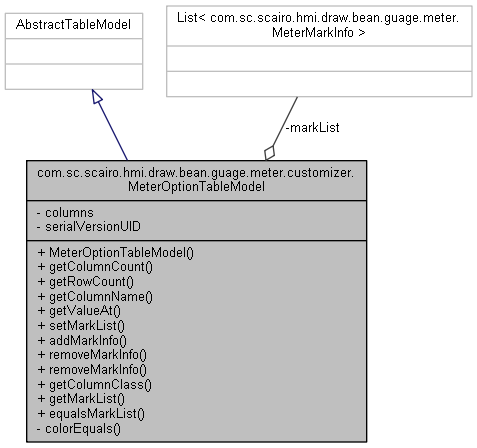 AbstractTableModel
List< com.sc.scairo.hmi.draw.bean.guage.meter.
MeterMarkInfo >
-markList
com.sc.scairo.hmi.draw.bean.guage.meter.customizer.
MeterOptionTableModel
- columns
- serialVersionUID
+ MeterOptionTableModel()
+ getColumnCount()
+ getRowCount()
+ getColumnName()
+ getValueAt()
+ setMarkList()
+ addMarkInfo()
+ removeMarkInfo()
+ removeMarkInfo()
+ getColumnClass()
+ getMarkList()
+ equalsMarkList()
- colorEquals()